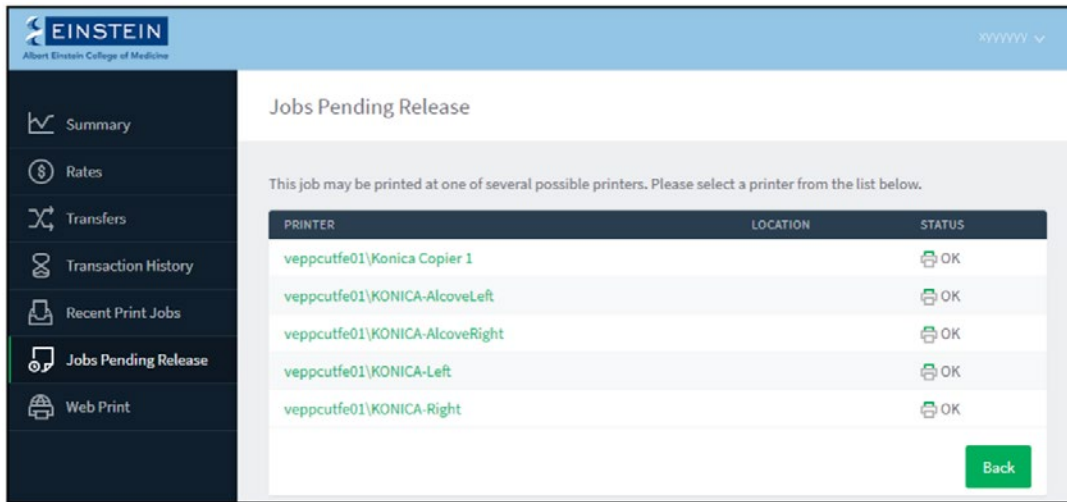 EINSTEIN
Albert Einstein College of Medicine
Summary
Rates
Transfers
Transaction History
Recent Print Jobs
Jobs Pending Release
Web Print
Jobs Pending Release
This job may be printed at one of several possible printers. Please select a printer from the list below.
PRINTER LOCATION STATUS
veppcutfe01\Konica Copier 1 OK
veppcutfe01\KONICA-AlcoveLeft OK
veppcutfe01\KONICA-AlcoveRight OK
veppcutfe01\KONICA-Left OK
veppcutfe01\KONICA-Right OK
Back